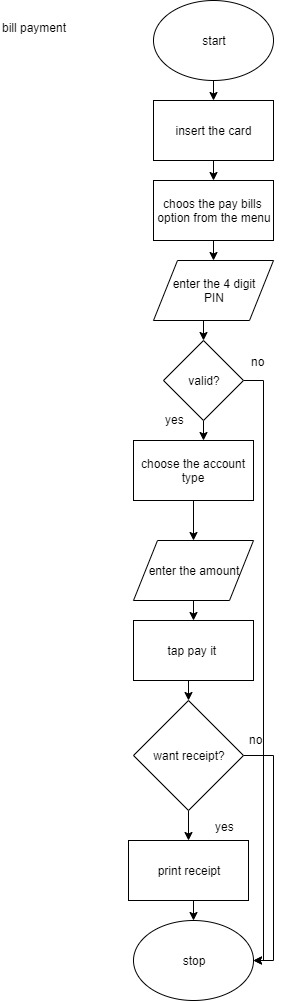 bill payment
start
insert the card
choos the pay bills
option from the menu
enter the 4 digit
PIN
valid?
no
yes
choose the account
type
enter the amount
tap pay it
want receipt?
no
yes
print receipt
stop